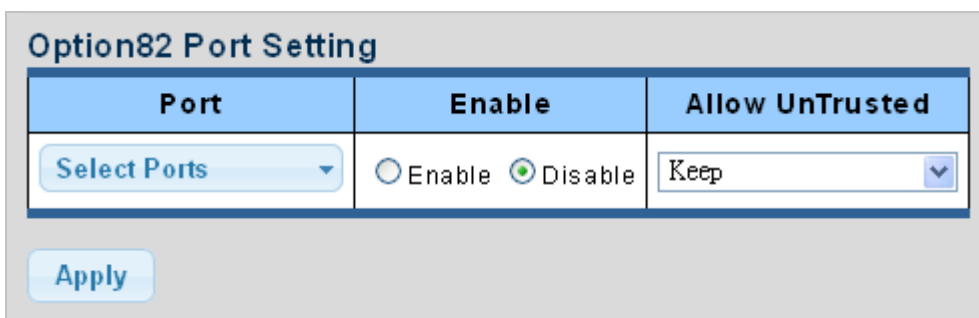 Option82 Port Setting
Port Enable Allow UnTrusted
Select Ports Enable Disable Keep
Apply